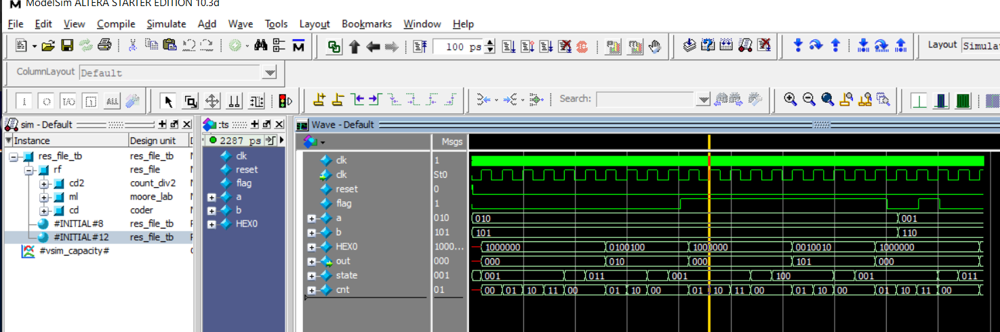 ModelSim ALTERA STARTER EDITION 10.3d
File Edit View Compile Simulate Add Wave Tools Layout Bookmarks Window Help
100 ps Layout Simula
ColumnLayout Default
1 0 I/O ALL Search:
sim - Default :ts Wave - Default
Instance Design unit 2287 ps Msgs
res_file_tb res_file_tb
rf res_file
cd2 count_div2
ml moore_lab
cd coder
#INITIAL#8 res_file_tb
#INITIAL#12 res_file_tb
#vsim_capacity#
clk
reset
flag
a
b
HEX0
clk 1
clk St0
reset 0
flag 1
a 010 010 001
b 101 101 110
HEX0 1000... 1000000 0100100 1000000 0010010 1000000
out 000 000 010 000 101 000
state 001 001 011 001 100 001 011
cnt 01 00 01 10 11 00 01 10 00 01 10 11 00 01 10 00 01 10 11 00